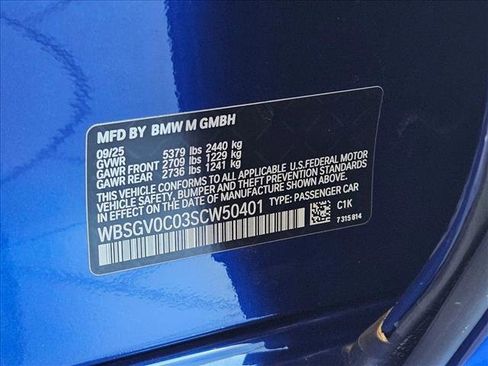 MFD BY BMW M GMBH
09/25
GVWR 5379 lbs 2440 kg
GAWR FRONT 2709 lbs 1229 kg
GAWR REAR 2736 lbs 1241 kg
THIS VEHICLE CONFORMS TO ALL APPLICABLE U.S.FEDERAL MOTOR
VEHICLE SAFETY, BUMPER AND THEFT PREVENTION STANDARDS IN
EFFECT ON THE DATE OF MANUFACTURE SHOWN ABOVE.
WBSGV0C03SCW50401 TYPE: PASSENGER CAR
C1K
7315814